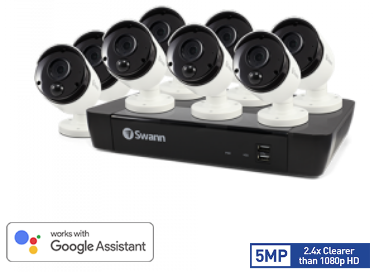 Swann
works with
Google Assistant
5MP
2.4x Clearer
than 1080p HD